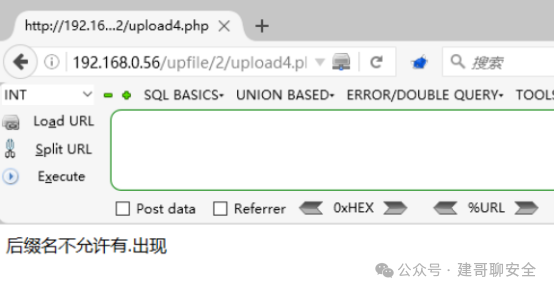 http://192.16...2/upload4.php
192.168.0.56/upfile/2/upload4.pl
搜索
INT
SQL BASICS UNION BASED ERROR/DOUBLE QUERY TOOLS
Load URL
Split URL
Execute
Post data Referrer 0xHEX %URL
后缀名不允许有.出现
公众号 · 建哥聊安全